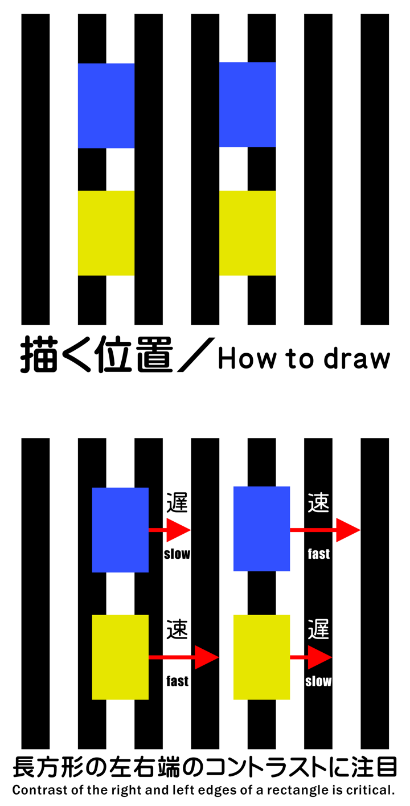 描く位置／How to draw
遅 速
slow fast
速 遅
fast slow
長方形の左右端のコントラストに注目
Contrast of the right and left edges of a rectangle is critical.